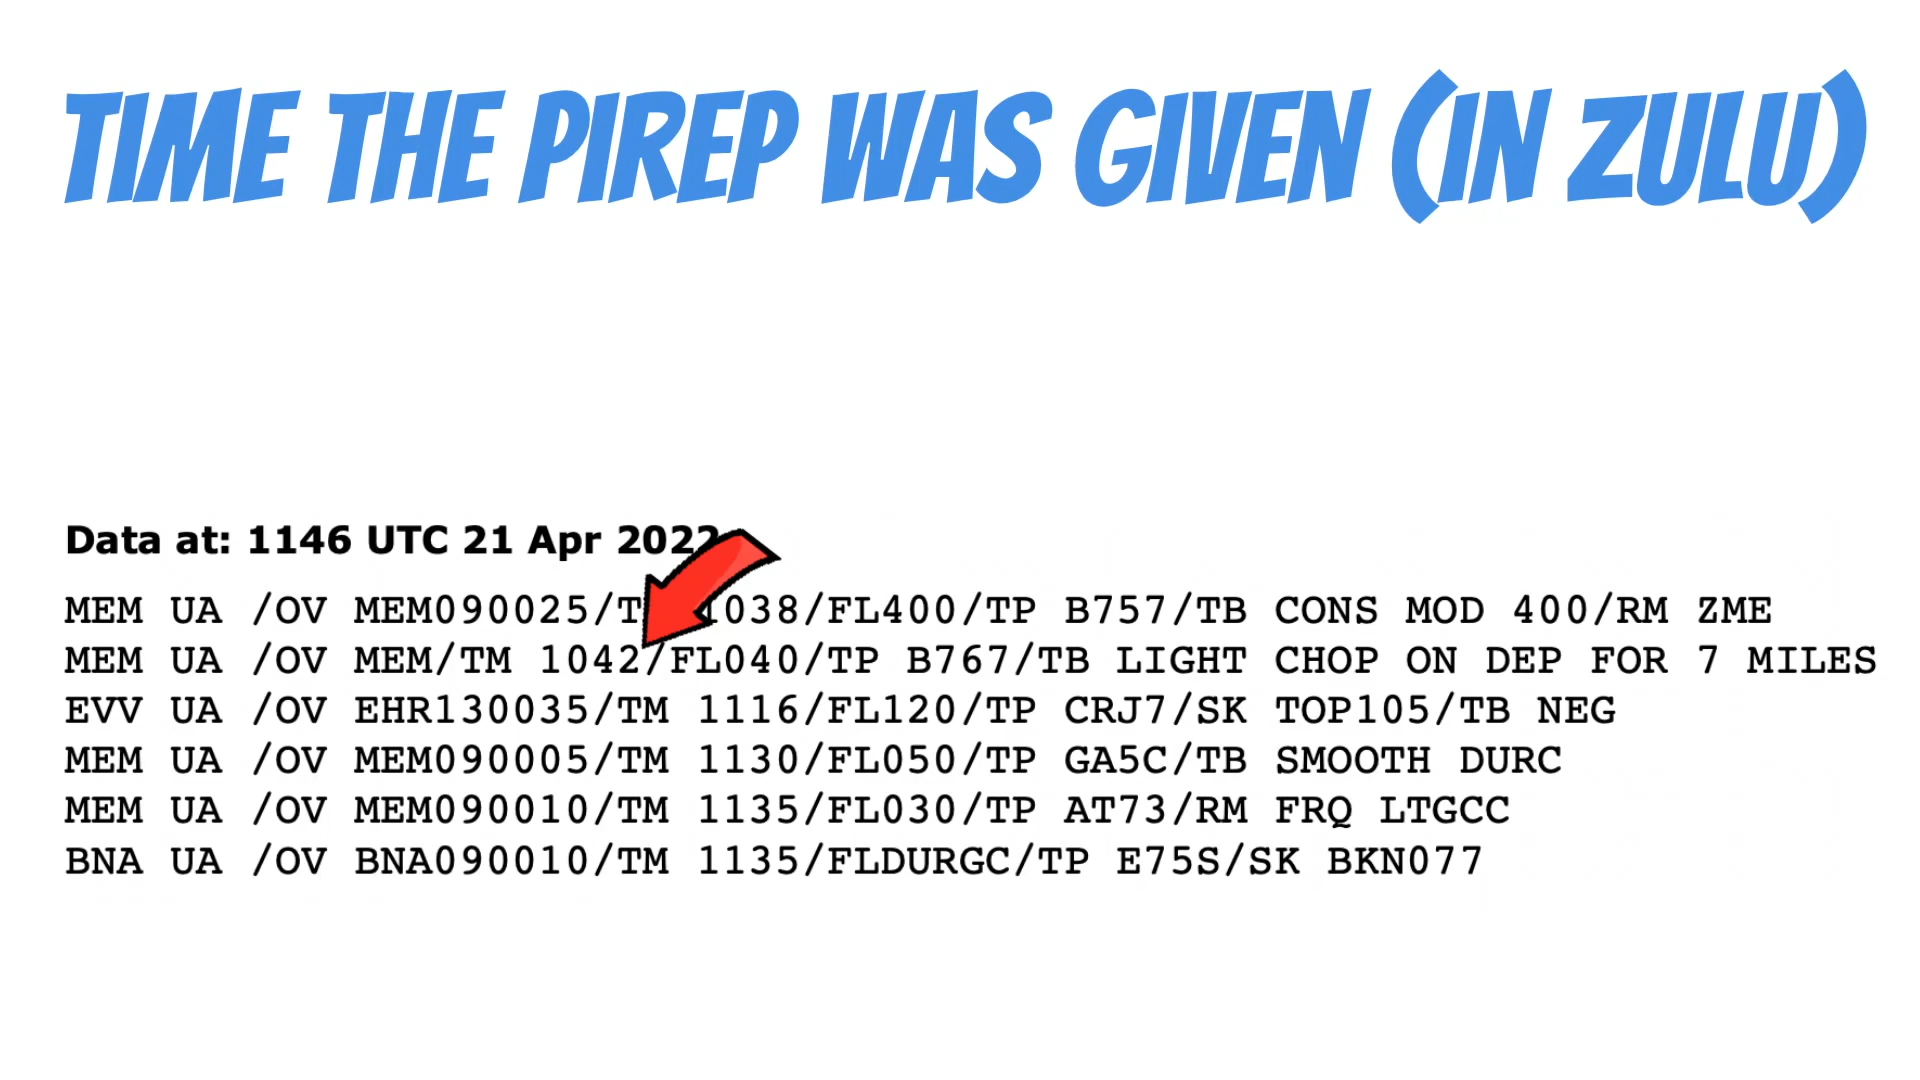 TIME THE PIREP WAS GIVEN (IN ZULU)
Data at: 1146 UTC 21 Apr 2022
MEM UA /OV MEM090025/TM 1038/FL400/TP B757/TB CONS MOD 400/RM ZME
MEM UA /OV MEM/TM 1042/FL040/TP B767/TB LIGHT CHOP ON DEP FOR 7 MILES
EVV UA /OV EHR130035/TM 1116/FL120/TP CRJ7/SK TOP105/TB NEG
MEM UA /OV MEM090005/TM 1130/FL050/TP GA5C/TB SMOOTH DURC
MEM UA /OV MEM090010/TM 1135/FL030/TP AT73/RM FRQ LTGCC
BNA UA /OV BNA090010/TM 1135/FLDURGC/TP E75S/SK BKN077